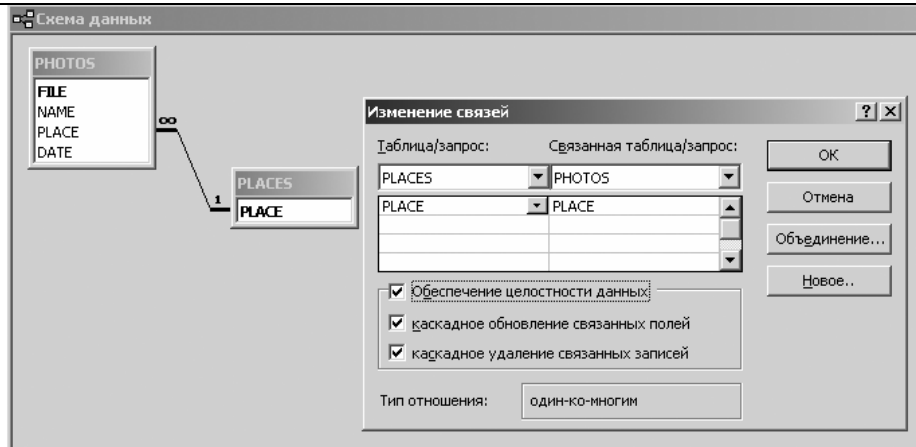 Схема данных
PHOTOS
FILE
NAME
PLACE
DATE
∞
1
PLACES
PLACE
Изменение связей
Таблица/запрос: Связанная таблица/запрос:
PLACES PHOTOS
PLACE PLACE
Обеспечение целостности данных
каскадное обновление связанных полей
каскадное удаление связанных записей
Тип отношения: один-ко-многим
ОК
Отмена
Объединение...
Новое..